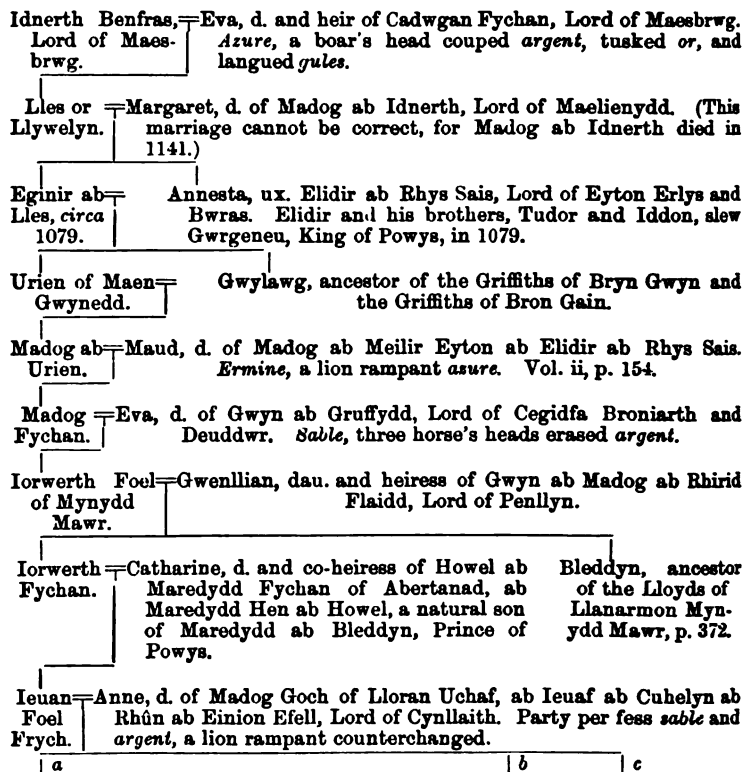 Idnerth Benfras,═Eva, d. and heir of Cadwgan Fychan, Lord of Maesbrwg.
Lord of Maes- Azure, a boar's head couped argent, tusked or, and
brwg. langued gules.
Lles or ═Margaret, d. of Madog ab Idnerth, Lord of Maelienydd. (This
Llywelyn. marriage cannot be correct, for Madog ab Idnerth died in
1141.)
Eginir ab═ Annesta, ux. Elidir ab Rhys Sais, Lord of Eyton Erlys and
Lles, circa Bwras. Elidir and his brothers, Tudor and Iddon, slew
1079. Gwrgeneu, King of Powys, in 1079.
Urien of Maen═ Gwylawg, ancestor of the Griffiths of Bryn Gwyn and
Gwynedd. the Griffiths of Bron Gain.
Madog ab═Maud, d. of Madog ab Meilir Eyton ab Elidir ab Rhys Sais.
Urien. Ermine, a lion rampant azure. Vol. ii, p. 154.
Madog ═Eva, d. of Gwyn ab Gruffydd, Lord of Cegidfa Broniarth and
Fychan. Deuddwr. Sable, three horse's heads erased argent.
Iorwerth Foel═Gwenllian, dau. and heiress of Gwyn ab Madog ab Rhirid
of Mynydd Flaidd, Lord of Penllyn.
Mawr.
Iorwerth ═Catharine, d. and co-heiress of Howel ab Bleddyn, ancestor
Fychan. Maredydd Fychan of Abertanad, ab of the Lloyds of
Maredydd Hen ab Howel, a natural son Llanarmon Myn-
of Maredydd ab Bleddyn, Prince of ydd Mawr, p. 372.
Powys.
Ieuan═Anne, d. of Madog Goch of Lloran Uchaf, ab Ieuaf ab Cuhelyn ab
Foel Rhûn ab Einion Efell, Lord of Cynllaith. Party per fess sable and
Frych. argent, a lion rampant counterchanged.
a b c